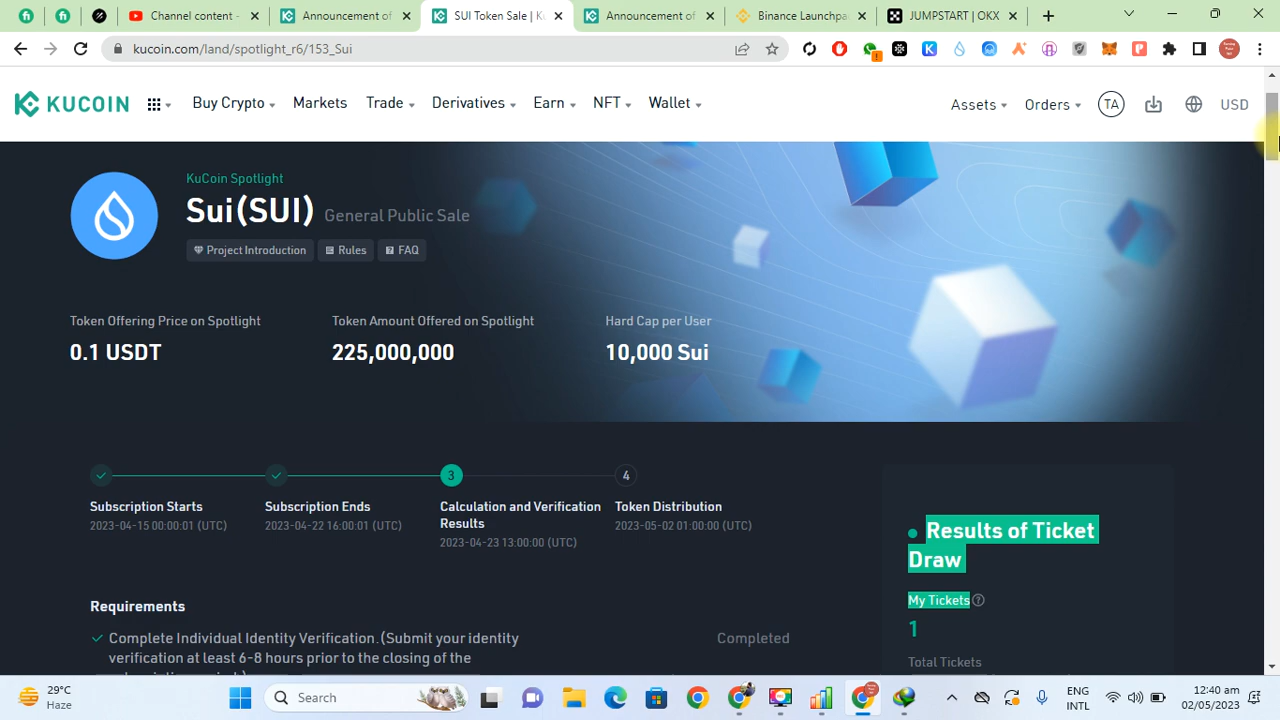 Channel content -
Announcement of
SUI Token Sale | Ku
Announcement of
Binance Launchpa
JUMPSTART | OKX
kucoin.com/land/spotlight_r6/153_Sui
KUCOIN
Buy Crypto
Markets
Trade
Derivatives
Earn
NFT
Wallet
Assets
Orders
TA
USD
KuCoin Spotlight
Sui(SUI) General Public Sale
Project Introduction
Rules
FAQ
Token Offering Price on Spotlight
0.1 USDT
Token Amount Offered on Spotlight
225,000,000
Hard Cap per User
10,000 Sui
Subscription Starts
2023-04-15 00:00:01 (UTC)
Subscription Ends
2023-04-22 16:00:01 (UTC)
3
Calculation and Verification
Results
2023-04-23 13:00:00 (UTC)
4
Token Distribution
2023-05-02 01:00:00 (UTC)
Results of Ticket
Draw
My Tickets
1
Total Tickets
Requirements
Complete Individual Identity Verification.(Submit your identity
verification at least 6-8 hours prior to the closing of the
Completed
29°C
Haze
Search
ENG
INTL
12:40 am
02/05/2023